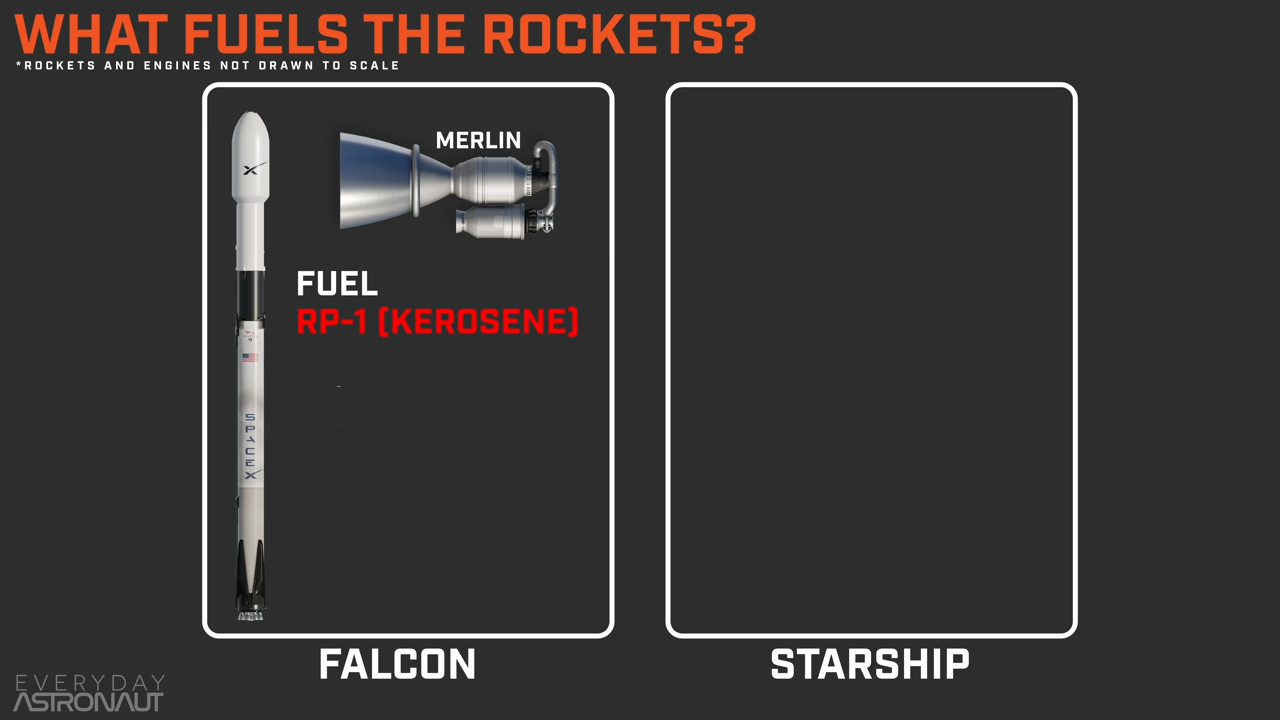 WHAT FUELS THE ROCKETS?
*ROCKETS AND ENGINES NOT DRAWN TO SCALE
MERLIN
FUEL
RP-1 (KEROSENE)
SPACEX
FALCON
STARSHIP
EVERYDAY
ASTRONAUT